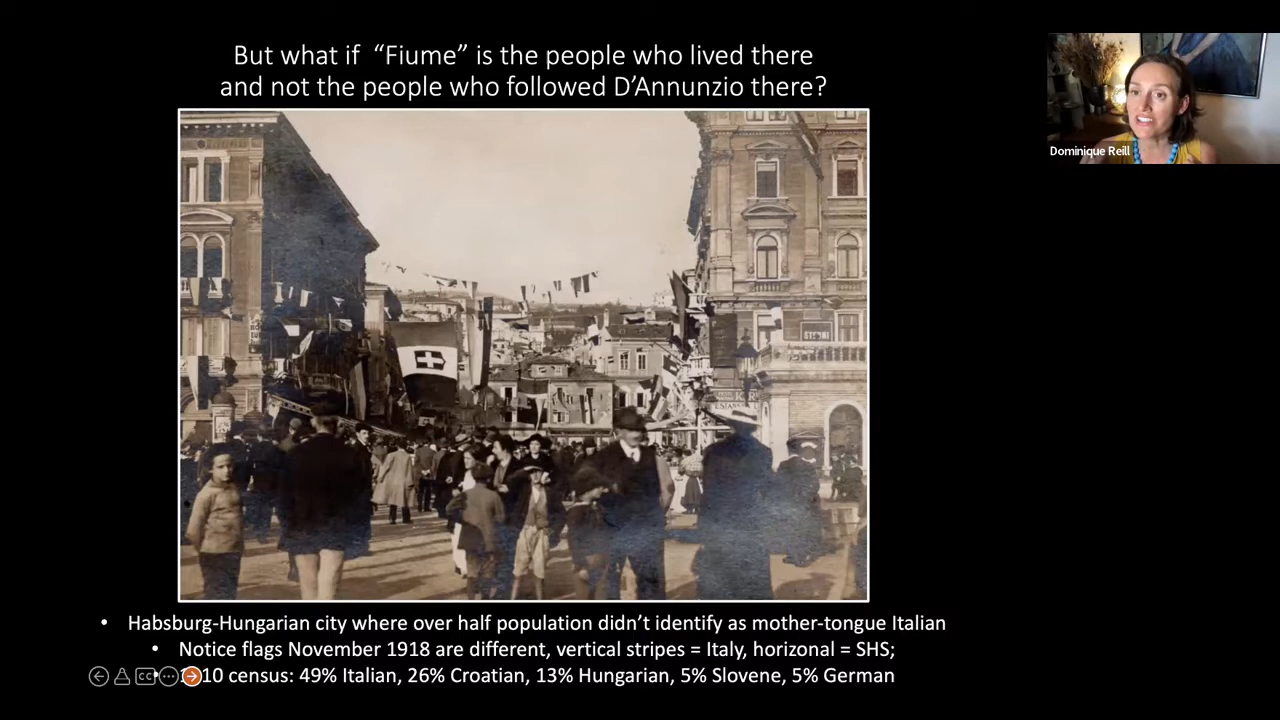 But what if “Fiume” is the people who lived there
and not the people who followed D’Annunzio there?
Dominique Reill
• Habsburg-Hungarian city where over half population didn’t identify as mother-tongue Italian
• Notice flags November 1918 are different, vertical stripes = Italy, horizonal = SHS;
10 census: 49% Italian, 26% Croatian, 13% Hungarian, 5% Slovene, 5% German
CC